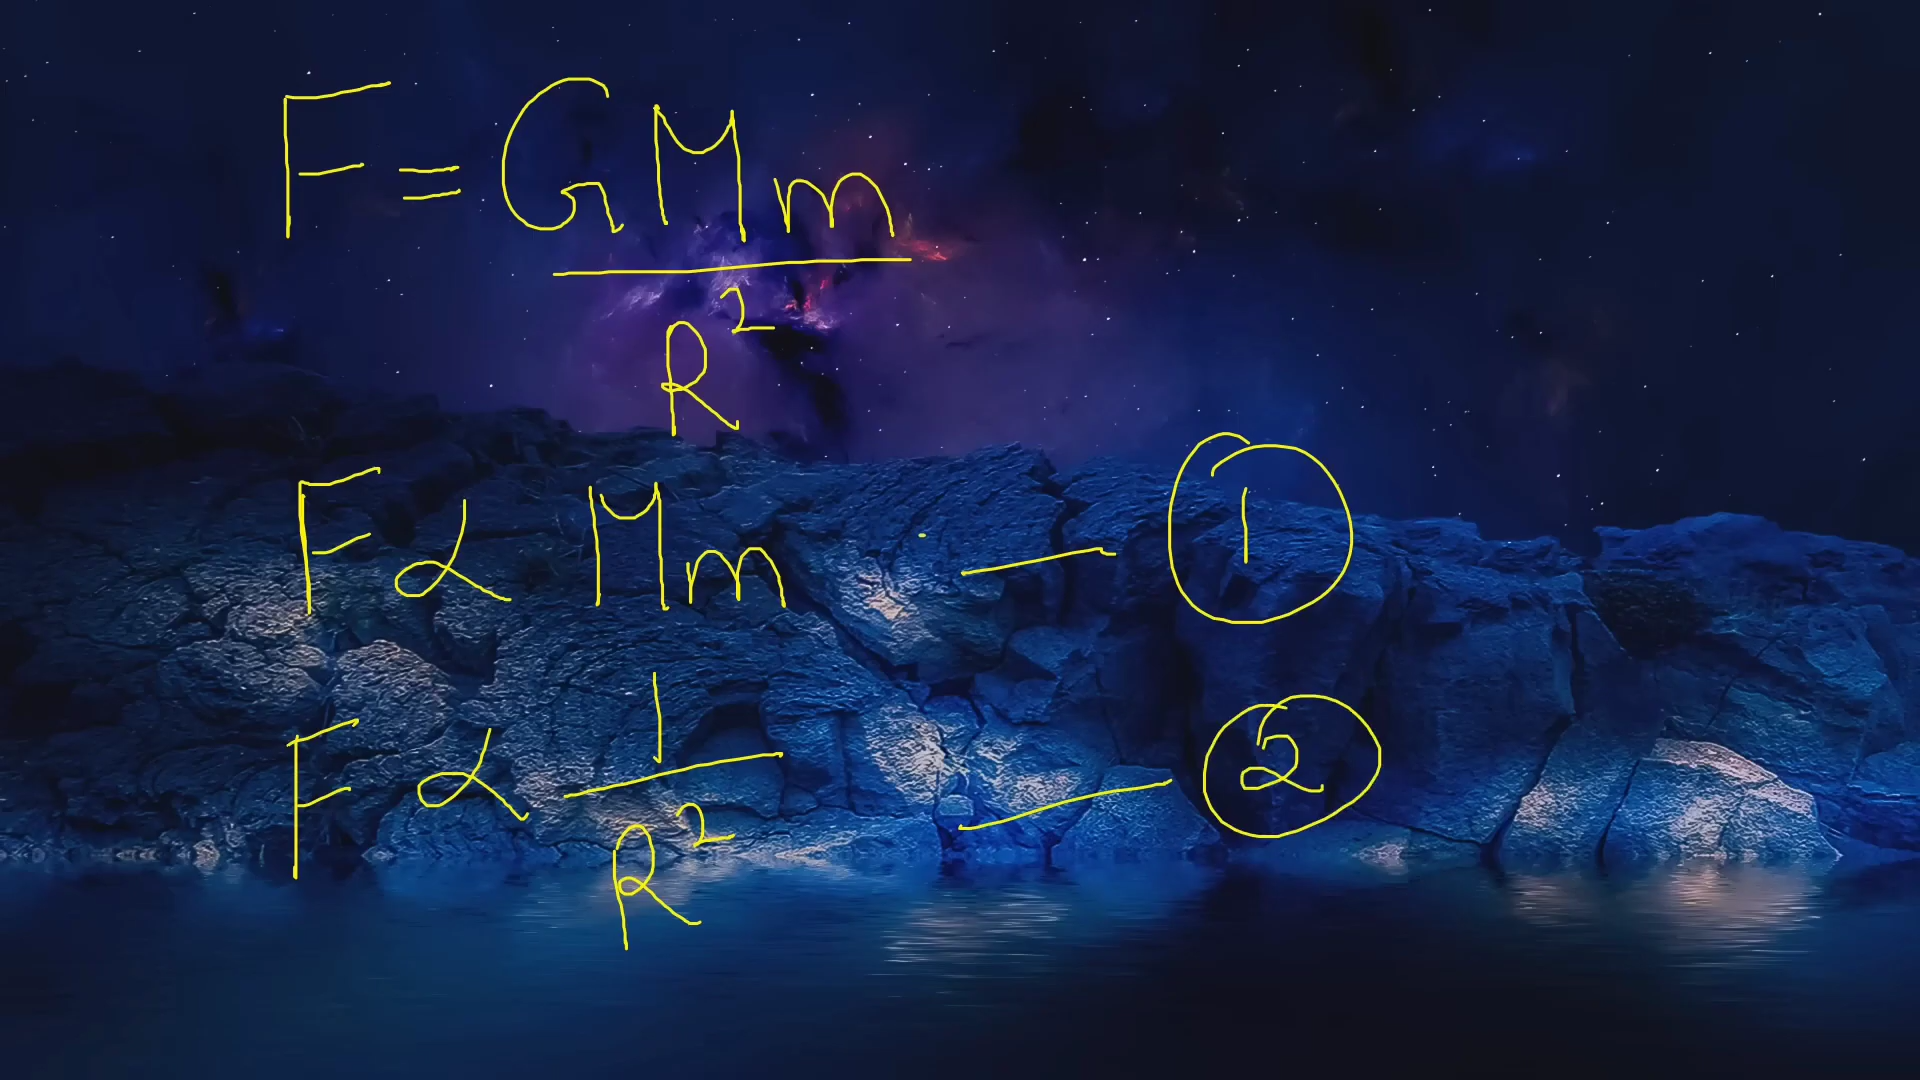 F = GMm / R²
F α Mm — ①
F α 1 / R² — ②